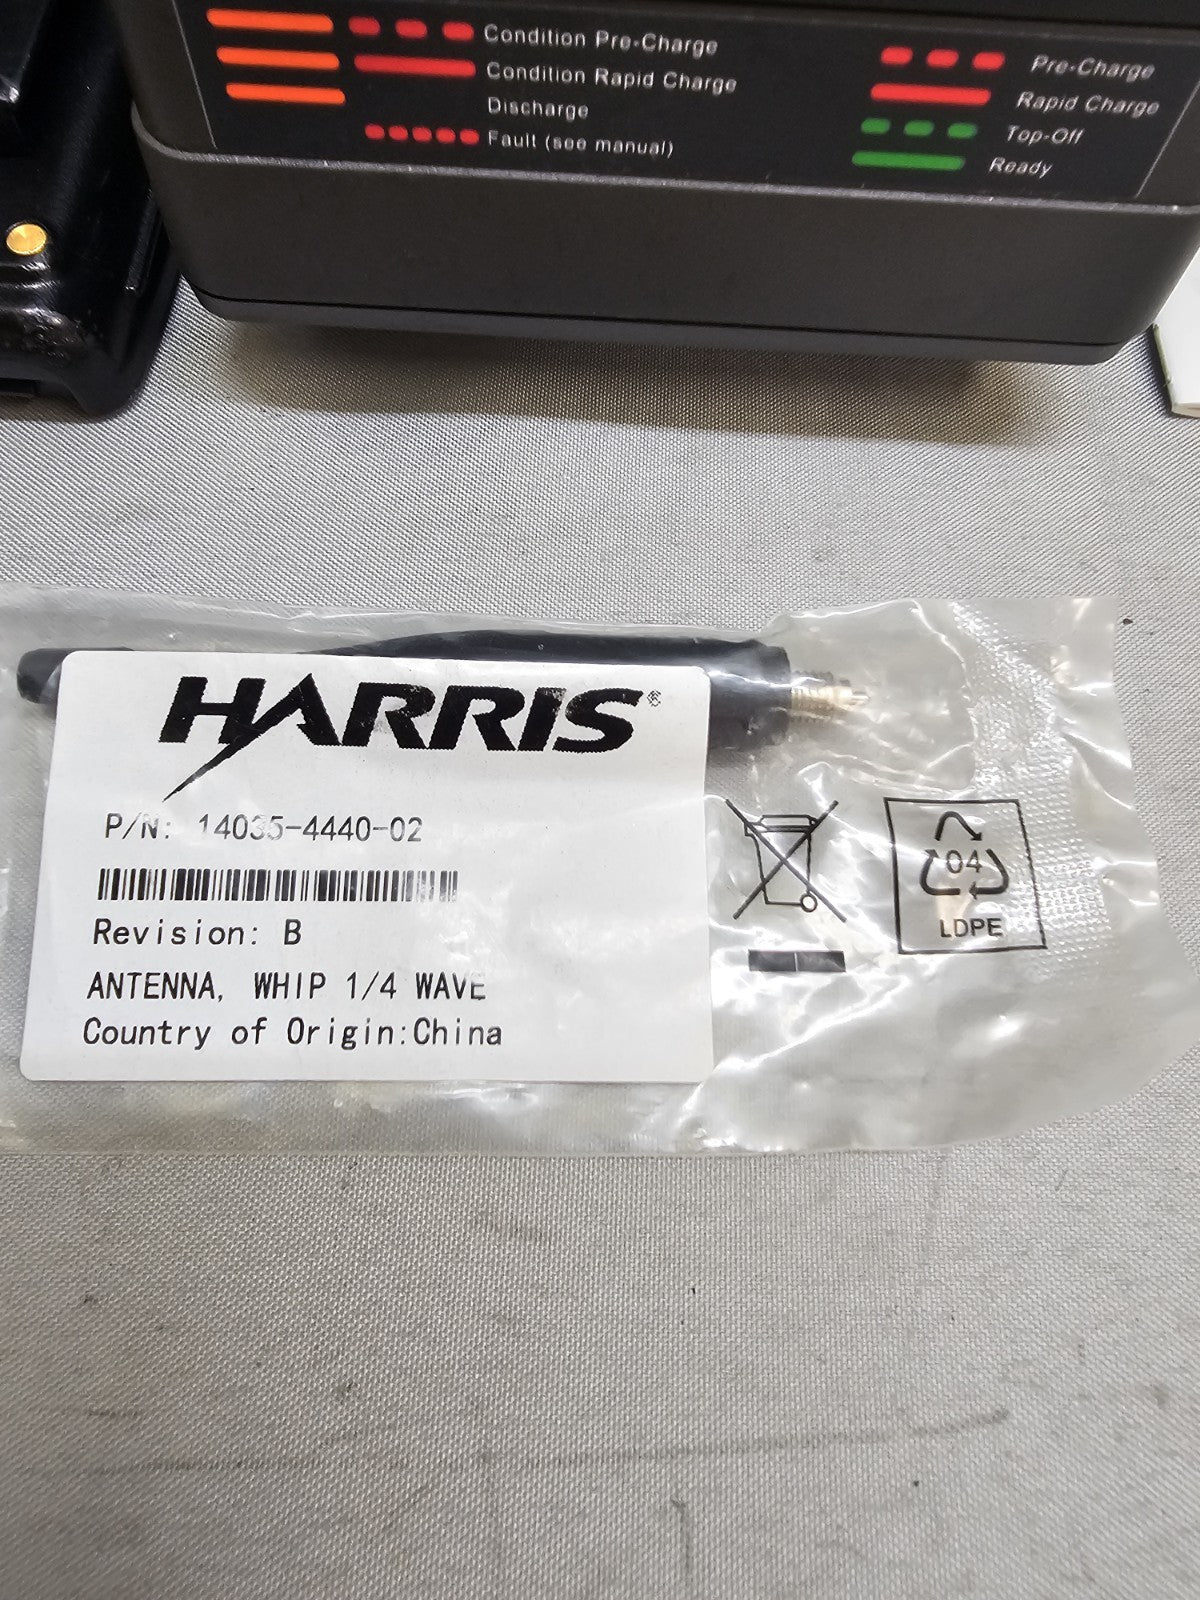 Condition Pre-Charge
Condition Rapid Charge
Discharge
Fault (see manual)
Pre-Charge
Rapid Charge
Top-Off
Ready
HARRIS®
P/N: 14035-4440-02
Revision: B
ANTENNA, WHIP 1/4 WAVE
Country of Origin:China
04
LDPE